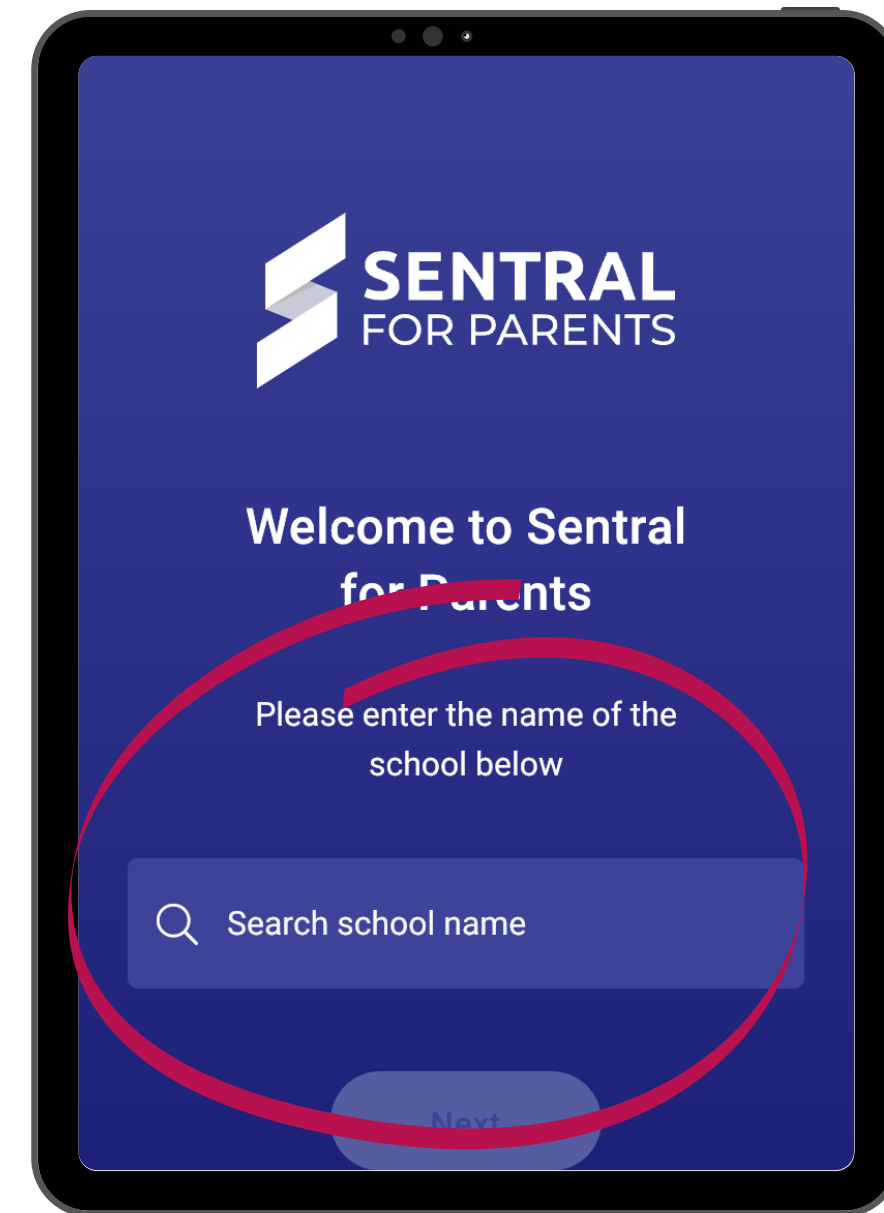 SENTRAL
FOR PARENTS
Welcome to Sentral
for Parents
Please enter the name of the
school below
Search school name
Next